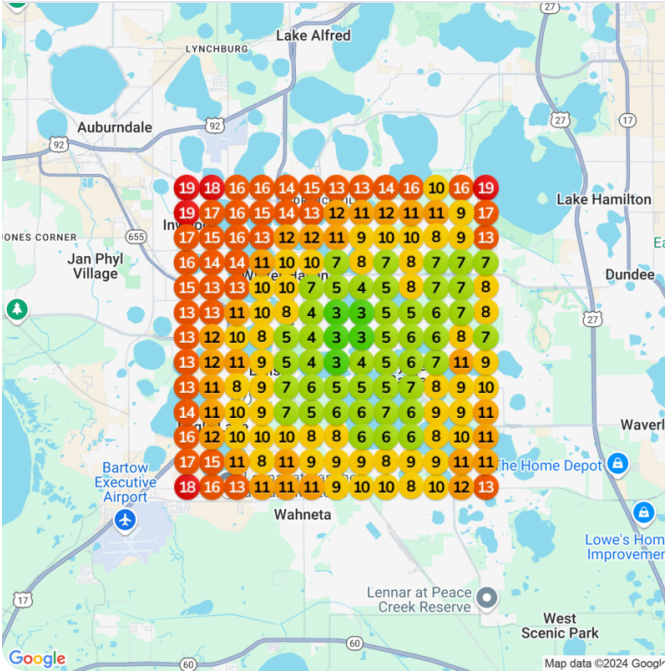 27
Lake Alfred
LYNCHBURG
27
17
92
Auburndale
92
19 18 16 16 14 15 13 13 14 16 10 16 19
Lake Hamilton
19 17 16 15 14 13 12 11 12 11 11 9 17
JONES CORNER
655
17 15 16 13 12 12 11 9 10 10 8 9 13
Jan Phyl
Village
16 14 14 11 10 10 7 8 7 8 7 7 7
Dundee
15 13 13 10 10 7 5 4 5 8 7 7 8
13 13 11 10 8 4 3 3 5 5 6 7 8
27
13 12 10 8 5 4 3 3 5 6 6 8 7
13 12 11 9 5 4 3 4 5 6 7 11 9
13 11 8 9 7 6 5 5 5 7 8 9 10
14 11 10 9 7 5 6 6 7 6 9 9 11
Waverl
16 12 10 10 10 8 8 6 6 6 8 10 11
17 15 11 8 11 9 9 9 8 9 9 11 11
The Home Depot
Bartow
Executive
Airport
18 16 13 11 11 11 9 10 10 8 10 12 13
Wahneta
Lowe's Hom
Improvemen
17
Lennar at Peace
Creek Reserve
West
Scenic Park
60
60
Google
Map data ©2024 Goog